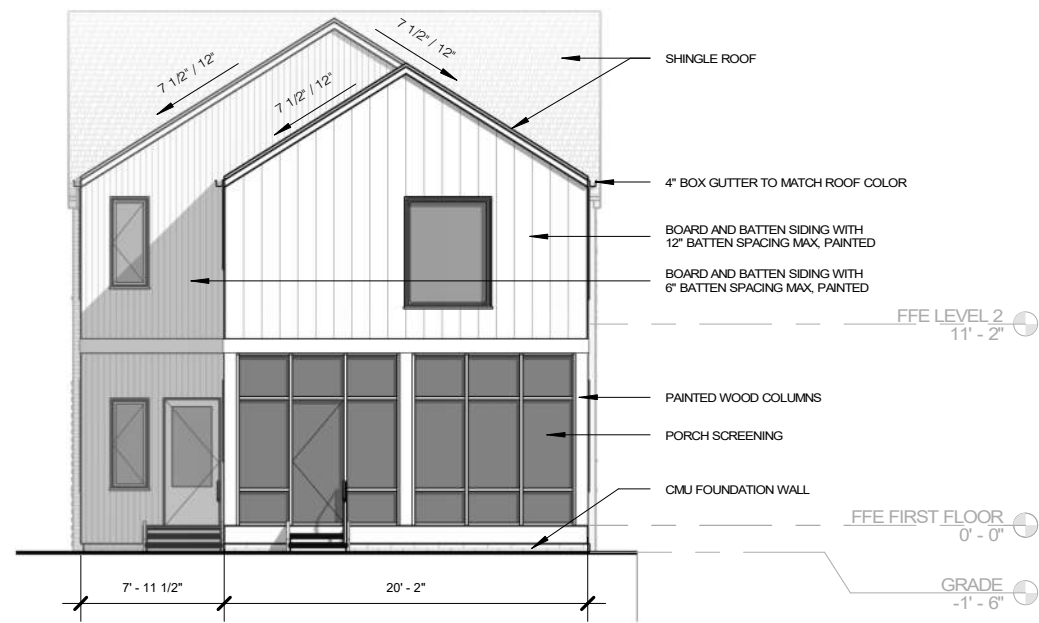 7 1/2" / 12"
7 1/2" / 12"
7 1/2" / 12"
SHINGLE ROOF
4" BOX GUTTER TO MATCH ROOF COLOR
BOARD AND BATTEN SIDING WITH
12" BATTEN SPACING MAX, PAINTED
BOARD AND BATTEN SIDING WITH
6" BATTEN SPACING MAX, PAINTED
FFE LEVEL 2
11' - 2"
PAINTED WOOD COLUMNS
PORCH SCREENING
CMU FOUNDATION WALL
FFE FIRST FLOOR
0' - 0"
GRADE
-1' - 6"
7' - 11 1/2"
20' - 2"